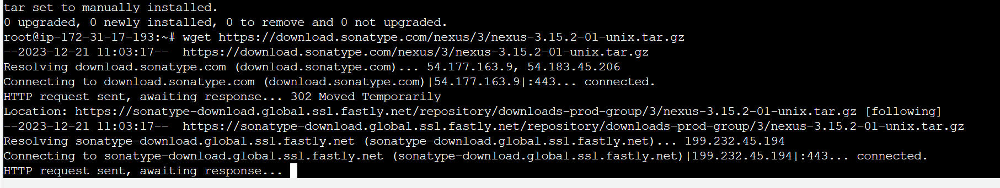 tar set to manually installed.
0 upgraded, 0 newly installed, 0 to remove and 0 not upgraded.
root@ip-172-31-17-193:~# wget https://download.sonatype.com/nexus/3/nexus-3.15.2-01-unix.tar.gz
--2023-12-21 11:03:17--  https://download.sonatype.com/nexus/3/nexus-3.15.2-01-unix.tar.gz
Resolving download.sonatype.com (download.sonatype.com)... 54.177.163.9, 54.183.45.206
Connecting to download.sonatype.com (download.sonatype.com)|54.177.163.9|:443... connected.
HTTP request sent, awaiting response... 302 Moved Temporarily
Location: https://sonatype-download.global.ssl.fastly.net/repository/downloads-prod-group/3/nexus-3.15.2-01-unix.tar.gz [following]
--2023-12-21 11:03:17--  https://sonatype-download.global.ssl.fastly.net/repository/downloads-prod-group/3/nexus-3.15.2-01-unix.tar.gz
Resolving sonatype-download.global.ssl.fastly.net (sonatype-download.global.ssl.fastly.net)... 199.232.45.194
Connecting to sonatype-download.global.ssl.fastly.net (sonatype-download.global.ssl.fastly.net)|199.232.45.194|:443... connected.
HTTP request sent, awaiting response...